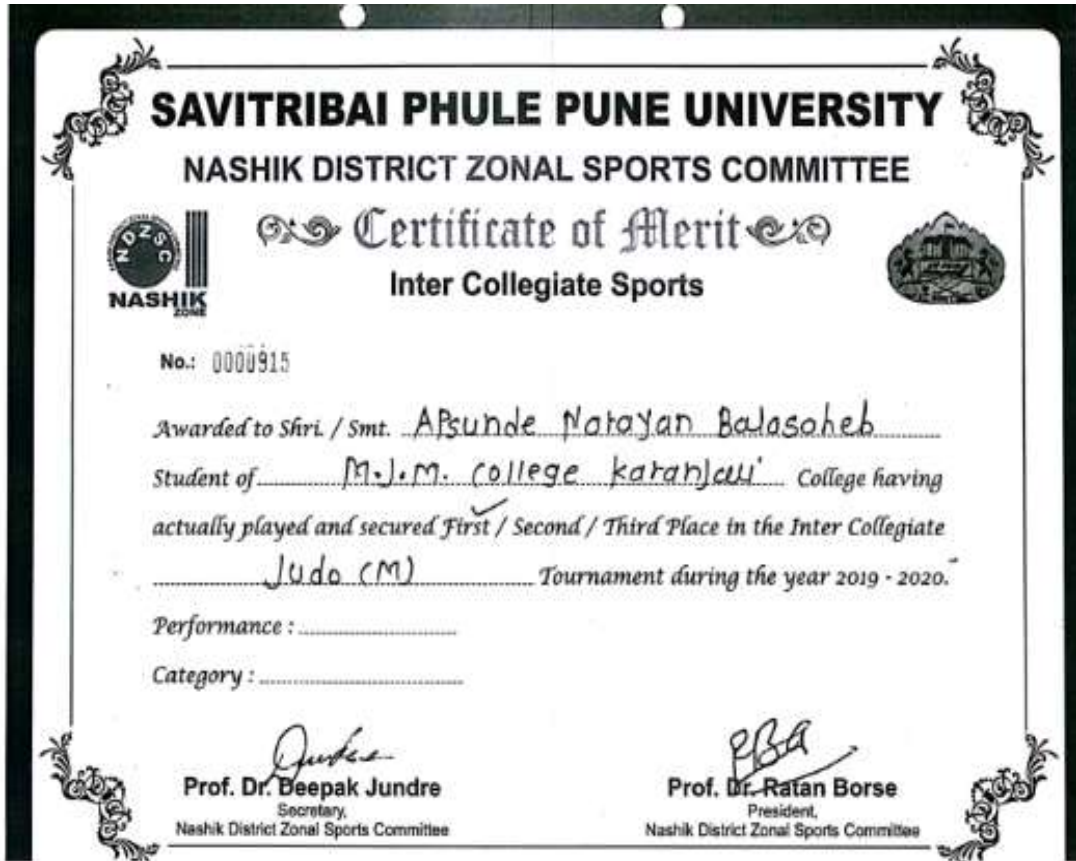 SAVITRIBAI PHULE PUNE UNIVERSITY
NASHIK DISTRICT ZONAL SPORTS COMMITTEE
Certificate of Merit
NDZSC
NASHIK
ZONE
Inter Collegiate Sports
No.: 0000915
Awarded to Shri. / Smt. Apsunde Narayan Balasaheb
Student of M.J.M. college karanjali College having
actually played and secured First / Second / Third Place in the Inter Collegiate
Judo (M) Tournament during the year 2019 - 2020.
Performance :
Category :
Prof. Dr. Deepak Jundre
Secretary,
Nashik District Zonal Sports Committee
Prof. Dr. Ratan Borse
President,
Nashik District Zonal Sports Committee